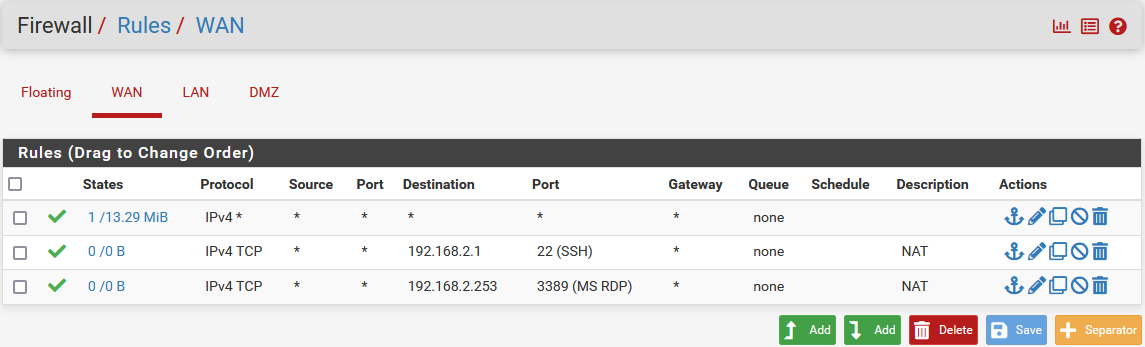 Firewall / Rules / WAN
Floating WAN LAN DMZ
Rules (Drag to Change Order)
States Protocol Source Port Destination Port Gateway Queue Schedule Description Actions
1 /13.29 MiB IPv4 * * * * * * none
0 /0 B IPv4 TCP * * 192.168.2.1 22 (SSH) * none NAT
0 /0 B IPv4 TCP * * 192.168.2.253 3389 (MS RDP) * none NAT
Add Add Delete Save Separator